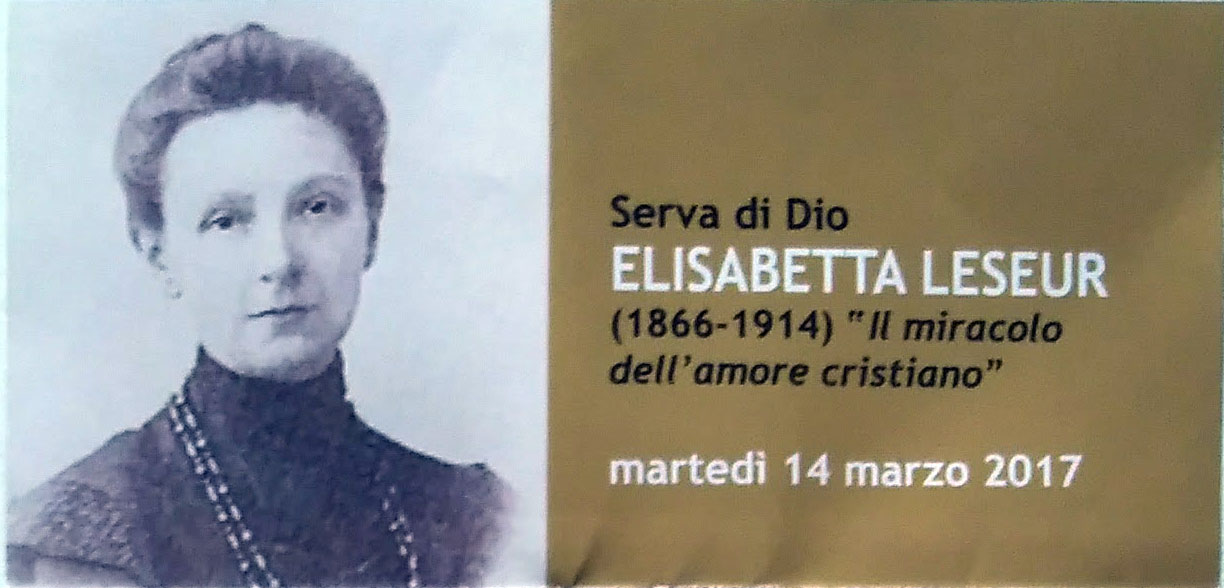 Serva di Dio
ELISABETTA LESEUR
(1866-1914) "Il miracolo
dell'amore cristiano"
martedì 14 marzo 2017